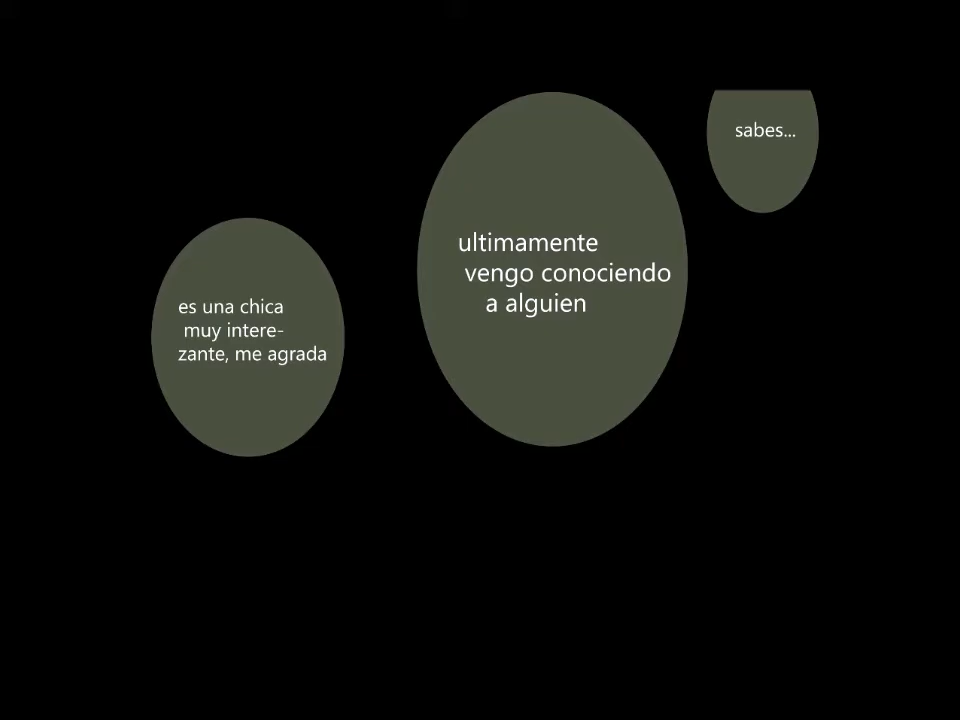 sabes...
ultimamente
vengo conociendo
a alguien
es una chica
muy intere-
zante, me agrada